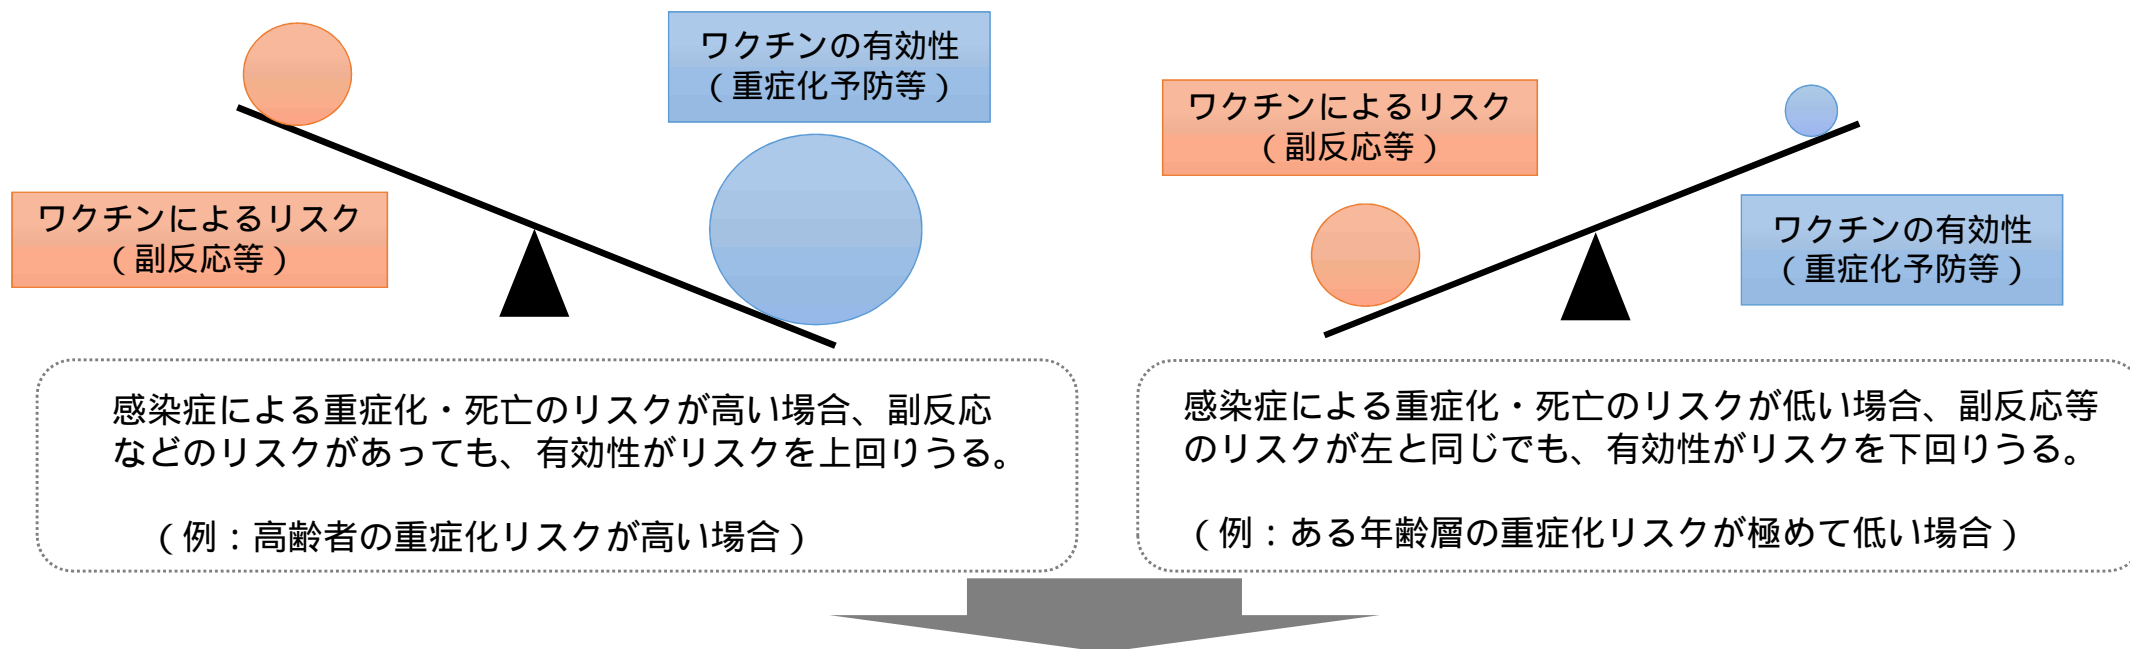 ワクチンの有効性
（重症化予防等）
ワクチンによるリスク
（副反応等）
感染症による重症化・死亡のリスクが高い場合、副反応
などのリスクがあっても、有効性がリスクを上回りうる。
（例：高齢者の重症化リスクが高い場合）
ワクチンによるリスク
（副反応等）
ワクチンの有効性
（重症化予防等）
感染症による重症化・死亡のリスクが低い場合、副反応等
のリスクが左と同じでも、有効性がリスクを下回りうる。
（例：ある年齢層の重症化リスクが極めて低い場合）